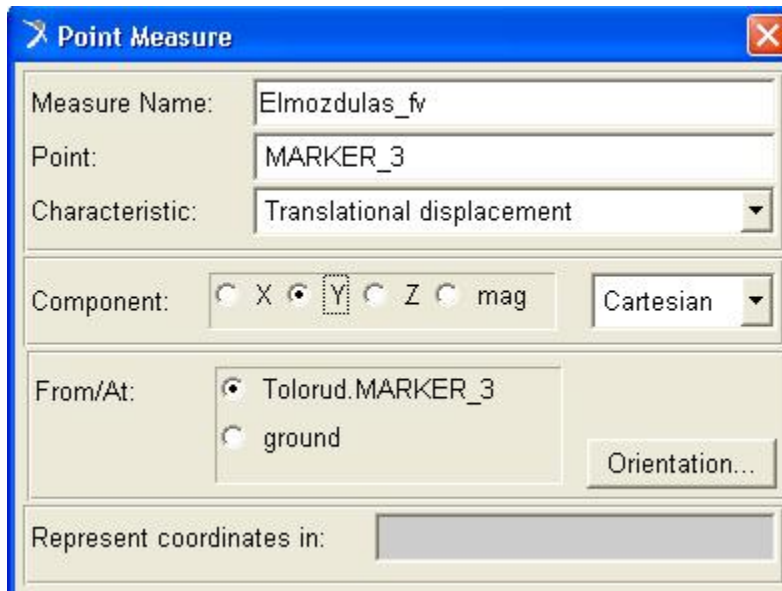 Point Measure
Measure Name: Elmozdulas_fv
Point: MARKER_3
Characteristic: Translational displacement
Component: X Y Z mag Cartesian
From/At: Tolorud.MARKER_3
ground
Orientation...
Represent coordinates in: